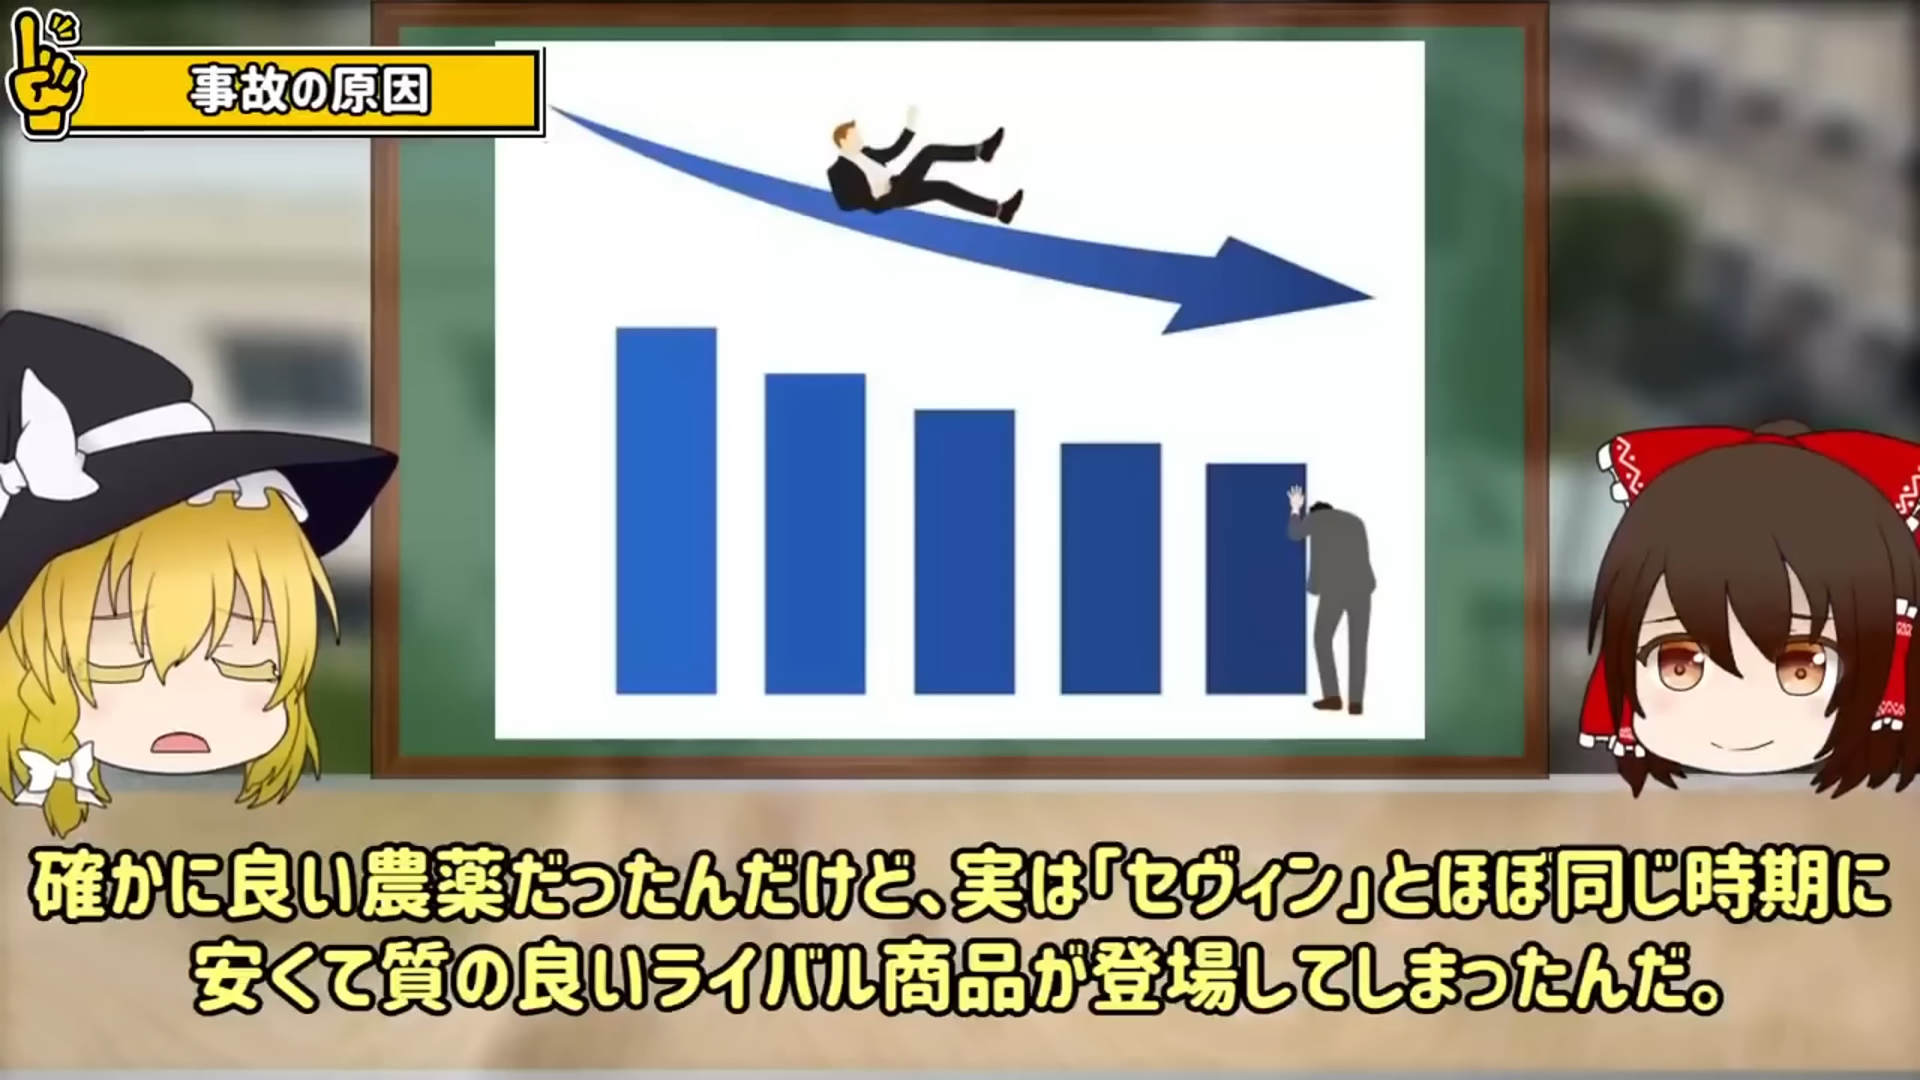 事故の原因
確かに良い農薬だったんだけど、実は「セヴィン」とほぼ同じ時期に
安くて質の良いライバル商品が登場してしまったんだ。